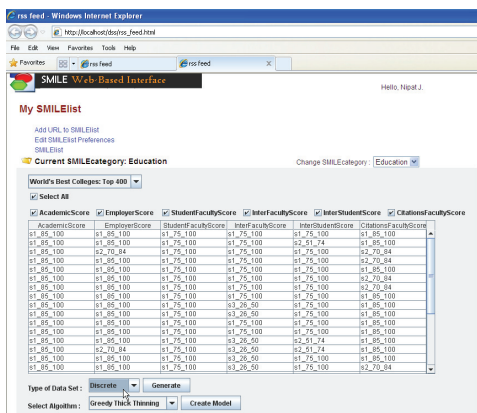 rss feed - Windows Internet Explorer
http://localhost/dss/rss_feed.html
File Edit View Favorites Tools Help
Favorites rss feed rss feed X
SMILE Web-Based Interface
Hello, Nipat J.
My SMILElist
Add URL to SMILElist
Edit SMILElist Preferences
SMILElist
Current SMILEcategory: Education Change SMILEcategory : Education
World's Best Colleges: Top 400
Select All
AcademicScore EmployerScore StudentFacultyScore InterFacultyScore InterStudentScore CitationsFacultyScore
AcademicScore EmployerScore StudentFacultyScore InterFacultyScore InterStudentScore CitationsFacultyScore
s1_85_100 s1_85_100 s1_75_100 s1_75_100 s1_75_100 s1_85_100
s1_85_100 s1_85_100 s1_75_100 s1_75_100 s2_51_74 s1_85_100
s1_85_100 s2_70_84 s1_75_100 s1_75_100 s1_75_100 s2_70_84
s1_85_100 s1_85_100 s1_75_100 s1_75_100 s1_75_100 s1_85_100
s1_85_100 s1_85_100 s1_75_100 s1_75_100 s1_75_100 s2_70_84
s1_85_100 s1_85_100 s1_75_100 s1_75_100 s1_75_100 s1_85_100
s1_85_100 s1_85_100 s1_75_100 s1_75_100 s1_75_100 s2_70_84
s1_85_100 s1_85_100 s1_75_100 s1_75_100 s1_75_100 s2_70_84
s1_85_100 s1_85_100 s1_75_100 s3_26_50 s1_75_100 s1_85_100
s1_85_100 s1_85_100 s1_75_100 s3_26_50 s1_75_100 s1_85_100
s1_85_100 s1_85_100 s1_75_100 s1_75_100 s1_75_100 s1_85_100
s1_85_100 s1_85_100 s1_75_100 s3_26_50 s2_51_74 s1_85_100
s1_85_100 s2_70_84 s1_75_100 s3_26_50 s2_51_74 s1_85_100
s1_85_100 s1_85_100 s1_75_100 s3_26_50 s1_75_100 s2_70_84
s1_85_100 s1_85_100 s1_75_100 s3_26_50 s1_75_100 s2_70_84
Type of Data Set : Discrete Generate
Select Algorithm : Greedy Thick Thinning Create Model